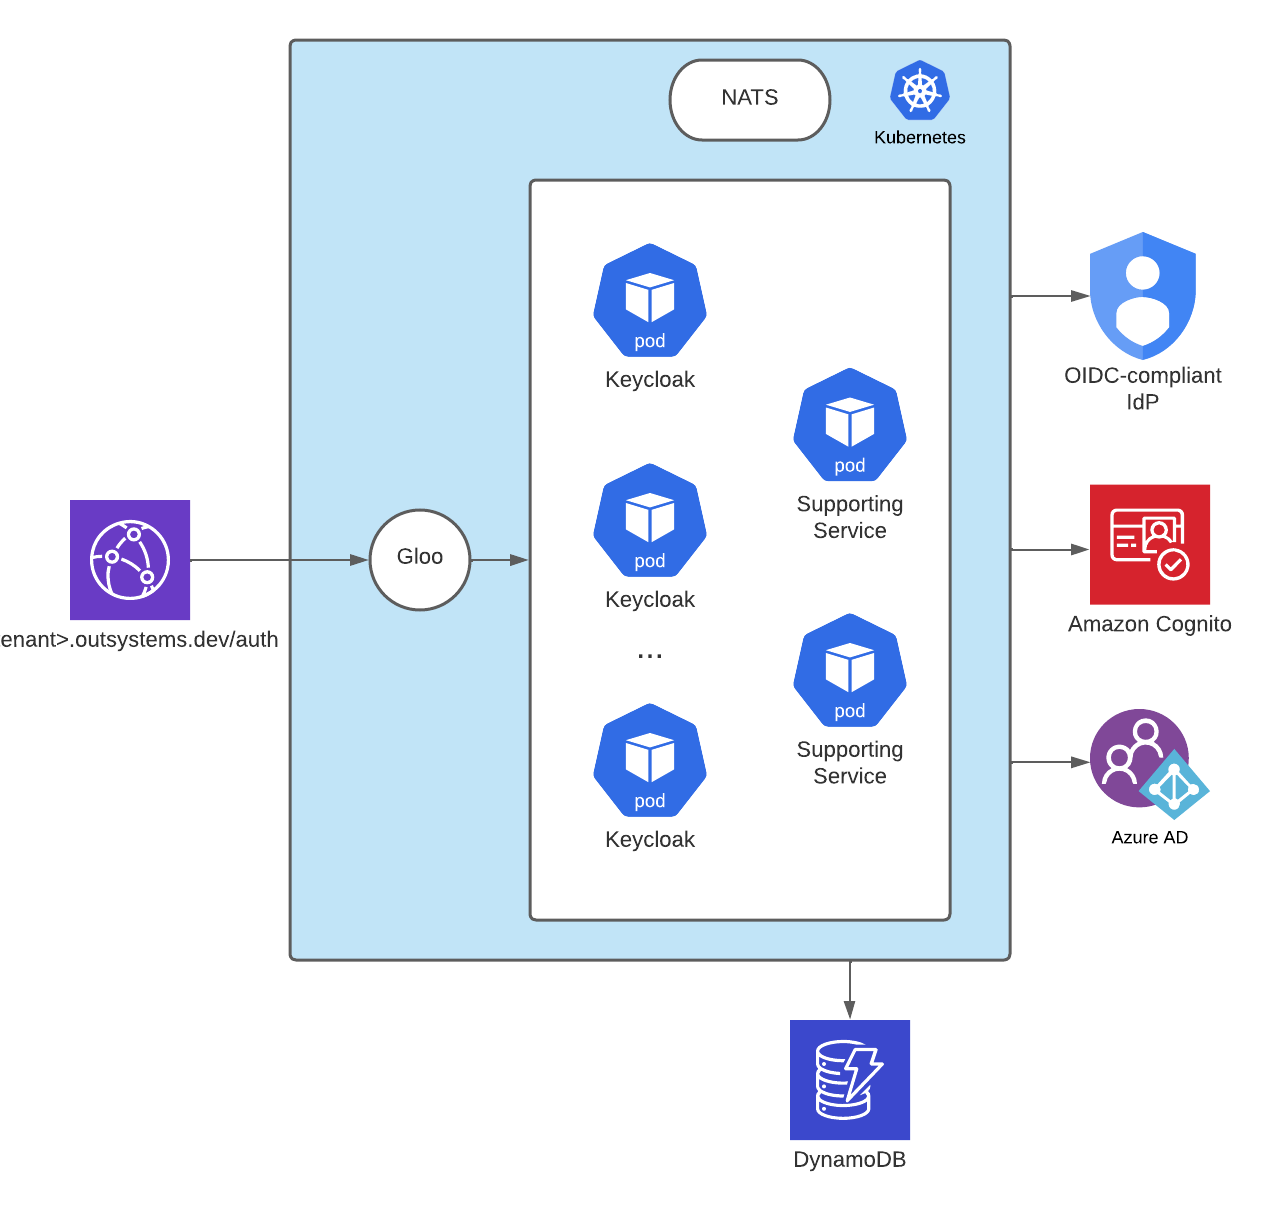 NATS
Kubernetes
pod
Keycloak
pod
Supporting
Service
pod
Keycloak
...
pod
Supporting
Service
pod
Keycloak
Gloo
enant>.outsystems.dev/auth
OIDC-compliant
IdP
Amazon Cognito
Azure AD
DynamoDB